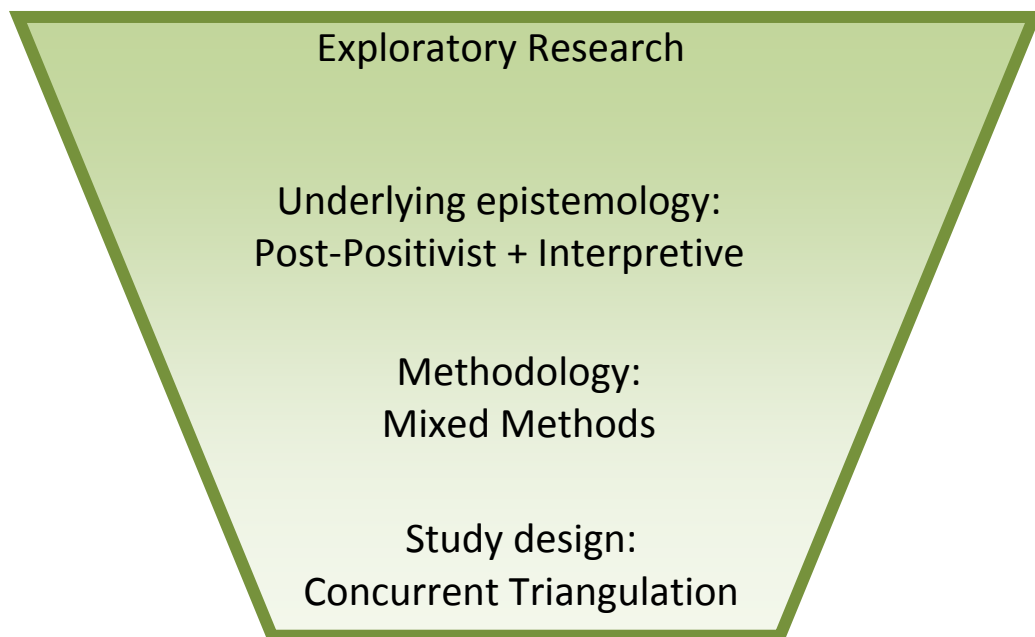 Exploratory Research
Underlying epistemology:
Post-Positivist + Interpretive
Methodology:
Mixed Methods
Study design:
Concurrent Triangulation